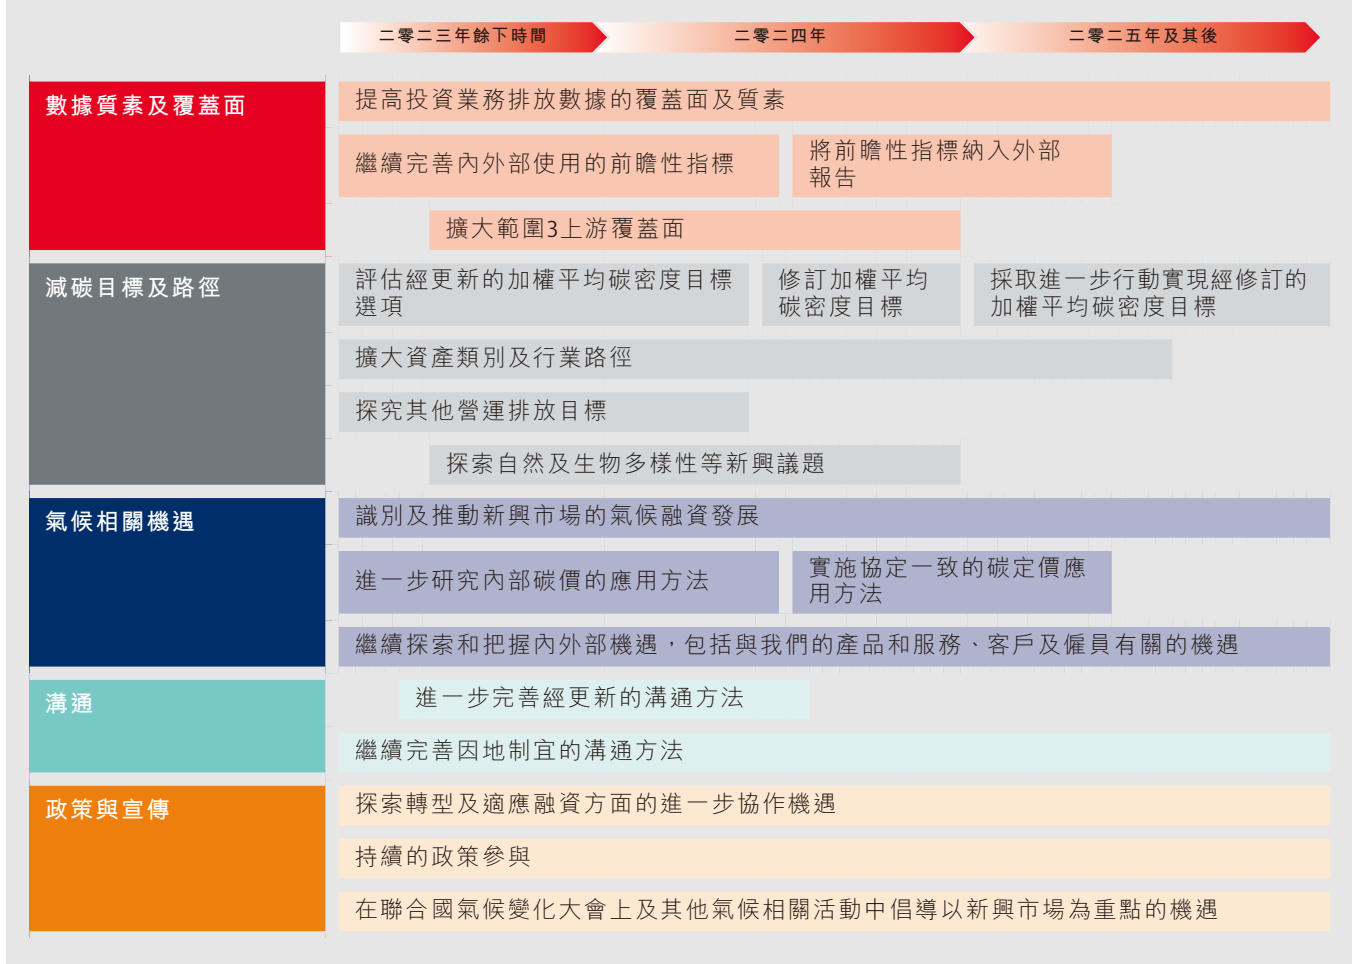 二零二三年餘下時間
二零二四年
二零二五年及其後
數據質素及覆蓋面
提高投資業務排放數據的覆蓋面及質素
繼續完善內外部使用的前瞻性指標
將前瞻性指標納入外部
報告
擴大範圍3上游覆蓋面
減碳目標及路徑
評估經更新的加權平均碳密度目標
選項
修訂加權平均
碳密度目標
採取進一步行動實現經修訂的
加權平均碳密度目標
擴大資產類別及行業路徑
探究其他營運排放目標
探索自然及生物多樣性等新興議題
氣候相關機遇
識別及推動新興市場的氣候融資發展
進一步研究內部碳價的應用方法
實施協定一致的碳定價應
用方法
繼續探索和把握內外部機遇，包括與我們的產品和服務、客戶及僱員有關的機遇
溝通
進一步完善經更新的溝通方法
繼續完善因地制宜的溝通方法
政策與宣傳
探索轉型及適應融資方面的進一步協作機遇
持續的政策參與
在聯合國氣候變化大會上及其他氣候相關活動中倡導以新興市場為重點的機遇